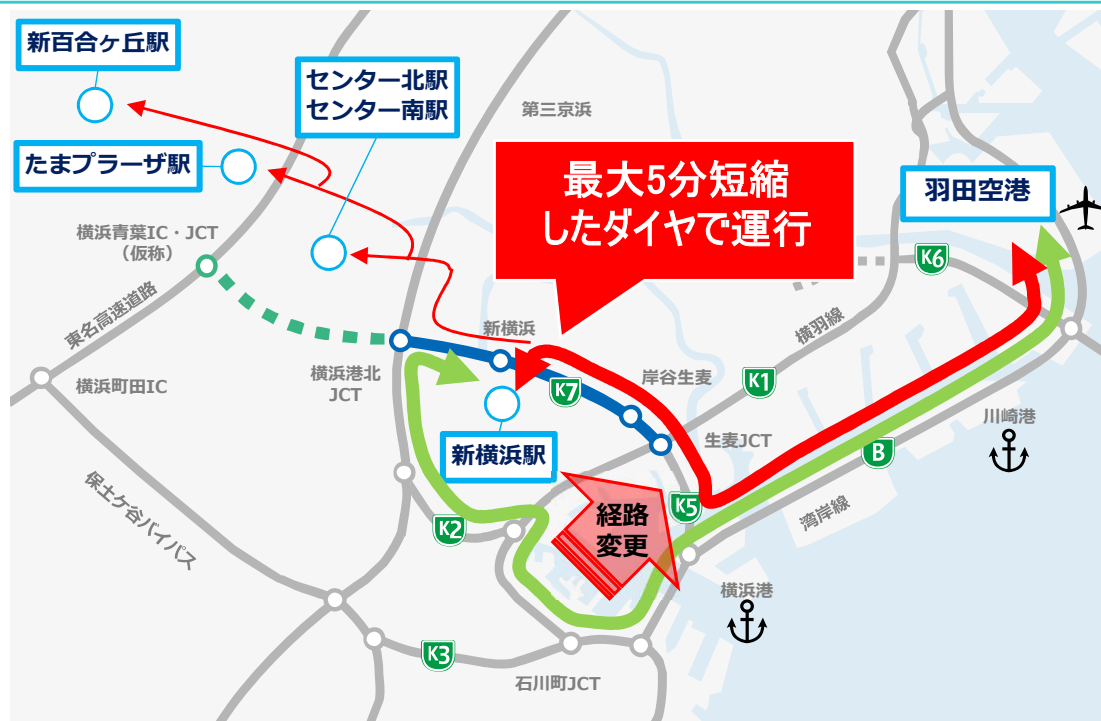 新百合ヶ丘駅
センター北駅
センター南駅
第三京浜
たまプラーザ駅
最大5分短縮
したダイヤで運行
羽田空港
横浜青葉IC・JCT
（仮称）
K6
東名高速道路
新横浜
横羽線
横浜町田IC
横浜港北
JCT
K7
岸谷生麦
K1
川崎港
生麦JCT
新横浜駅
B
保土ケ谷バイパス
K2
K5
湾岸線
経路
変更
横浜港
K3
石川町JCT